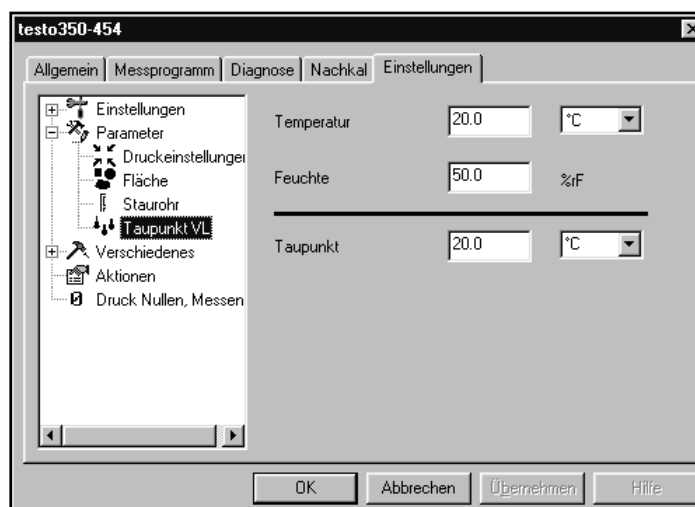 testo350-454
Allgemein Messprogramm Diagnose Nachkal Einstellungen
Einstellungen
Parameter
Druckeinstellunge
Fläche
Staurohr
Taupunkt VL
Verschiedenes
Aktionen
Druck Nullen, Messen
Temperatur 20.0 °C
Feuchte 50.0 %rF
Taupunkt 20.0 °C
OK Abbrechen Übernehmen Hilfe